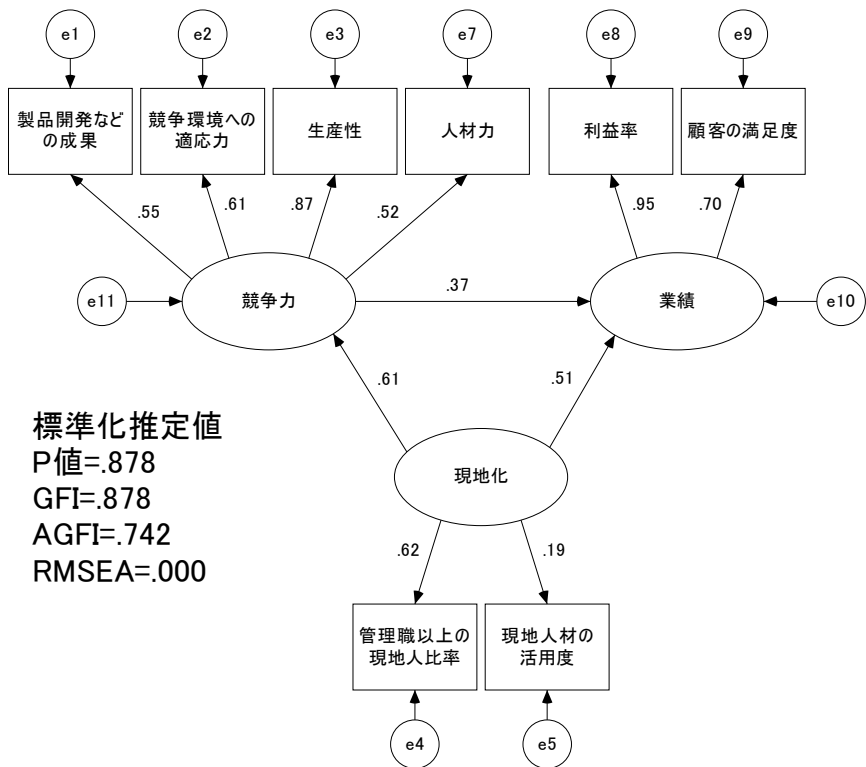 e1
e2
e3
e7
e8
e9
製品開発など
の成果
競争環境への
適応力
生産性
人材力
利益率
顧客の満足度
.55
.61
.87
.52
.95
.70
e11
競争力
.37
業績
e10
.61
.51
標準化推定値
P値=.878
GFI=.878
AGFI=.742
RMSEA=.000
現地化
.62
.19
管理職以上の
現地人比率
現地人材の
活用度
e4
e5